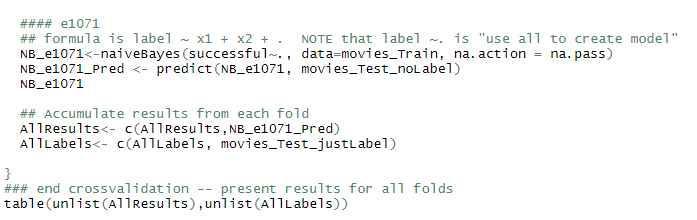 #### e1071
## formula is label ~ x1 + x2 + .  NOTE that label ~. is "use all to create model"
NB_e1071<-naiveBayes(successful~., data=movies_Train, na.action = na.pass)
NB_e1071_Pred <- predict(NB_e1071, movies_Test_noLabel)
NB_e1071
## Accumulate results from each fold
AllResults<- c(AllResults,NB_e1071_Pred)
AllLabels<- c(AllLabels, movies_Test_justLabel)
}
### end crossvalidation -- present results for all folds
table(unlist(AllResults),unlist(AllLabels))